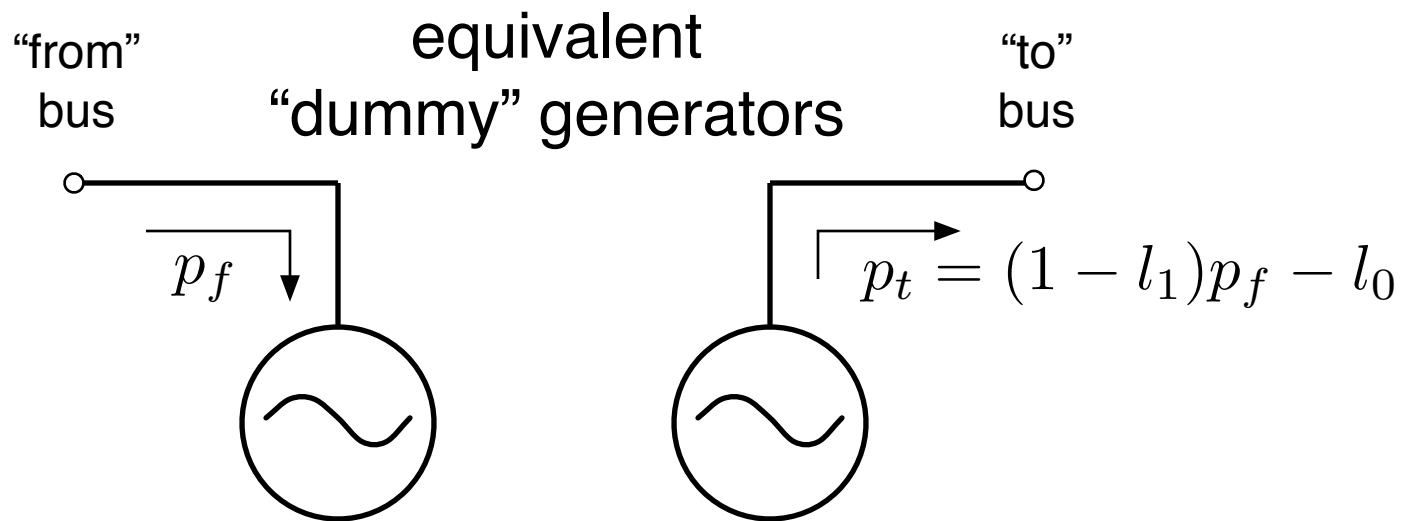 “from”
bus
equivalent
“dummy” generators
“to”
bus
p_f
p_t = (1 − l_1)p_f − l_0